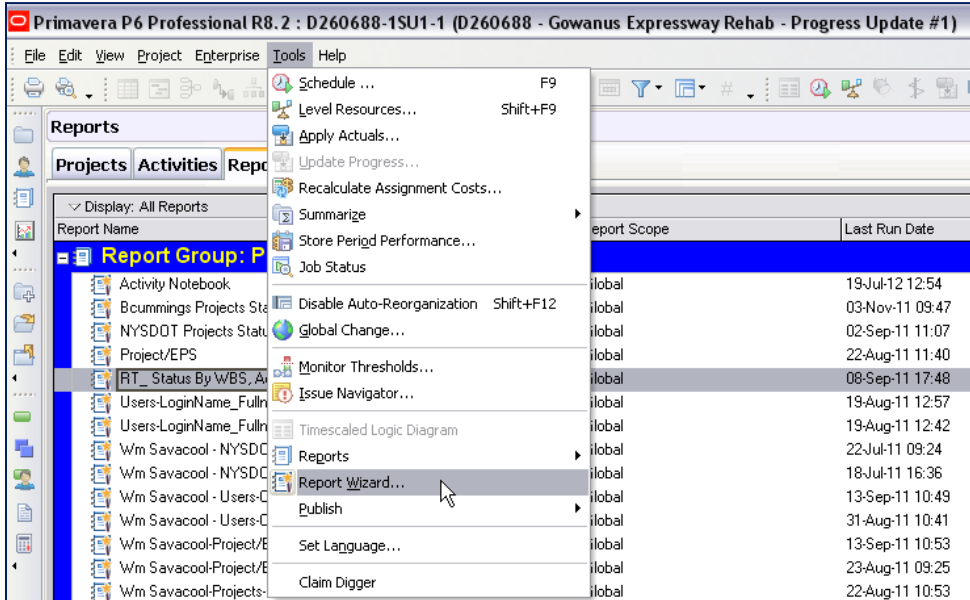 Primavera P6 Professional R8.2 : D260688-1SU1-1 (D260688 - Gowanus Expressway Rehab - Progress Update #1)
File Edit View Project Enterprise Tools Help
Schedule ... F9
Level Resources... Shift+F9
Apply Actuals...
Update Progress...
Recalculate Assignment Costs...
Summarize
Store Period Performance...
Job Status
Disable Auto-Reorganization Shift+F12
Global Change...
Monitor Thresholds...
Issue Navigator...
Timescaled Logic Diagram
Reports
Report Wizard...
Publish
Set Language...
Claim Digger
Reports
Projects Activities Repo
Display: All Reports
Report Name eport Scope Last Run Date
Report Group: P
Activity Notebook ilobal 19-Jul-12 12:54
Bcummings Projects Sta ilobal 03-Nov-11 09:47
NYSDOT Projects Statu ilobal 02-Sep-11 11:07
Project/EPS ilobal 22-Aug-11 11:40
RT_ Status By WBS, A ilobal 08-Sep-11 17:48
Users-LoginName_Fulln ilobal 19-Aug-11 12:57
Users-LoginName_Fulln ilobal 19-Aug-11 12:42
Wm Savacool - NYSDO ilobal 22-Jul-11 09:24
Wm Savacool - NYSDO ilobal 18-Jul-11 16:36
Wm Savacool - Users-C ilobal 13-Sep-11 10:49
Wm Savacool - Users-C ilobal 31-Aug-11 10:41
Wm Savacool-Project/E ilobal 13-Sep-11 10:53
Wm Savacool-Project/E ilobal 23-Aug-11 09:25
Wm Savacool-Projects- ilobal 22-Aug-11 10:53